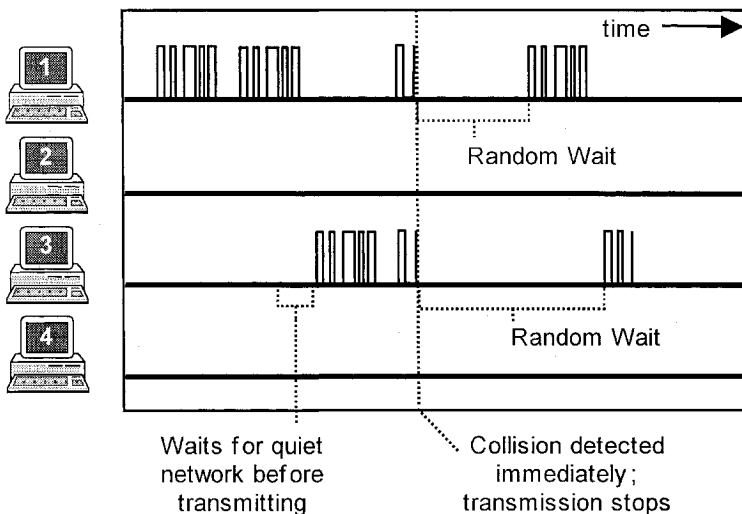 time
1
Random Wait
2
3
Random Wait
4
Waits for quiet
network before
transmitting
Collision detected
immediately;
transmission stops